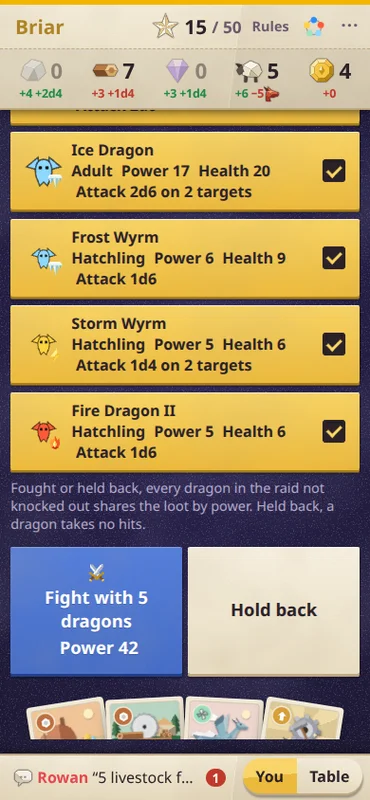 Briar
15 / 50
Rules
0
7
0
5
4
+4 +2d4
+3 +1d4
+3 +1d4
+6 −5
+0
Ice Dragon
Adult Power 17 Health 20
Attack 2d6 on 2 targets
Frost Wyrm
Hatchling Power 6 Health 9
Attack 1d6
Storm Wyrm
Hatchling Power 5 Health 6
Attack 1d4 on 2 targets
Fire Dragon II
Hatchling Power 5 Health 6
Attack 1d6
Fought or held back, every dragon in the raid not
knocked out shares the loot by power. Held back, a
dragon takes no hits.
Fight with 5
dragons
Power 42
Hold back
Rowan “5 livestock f…
1
You
Table